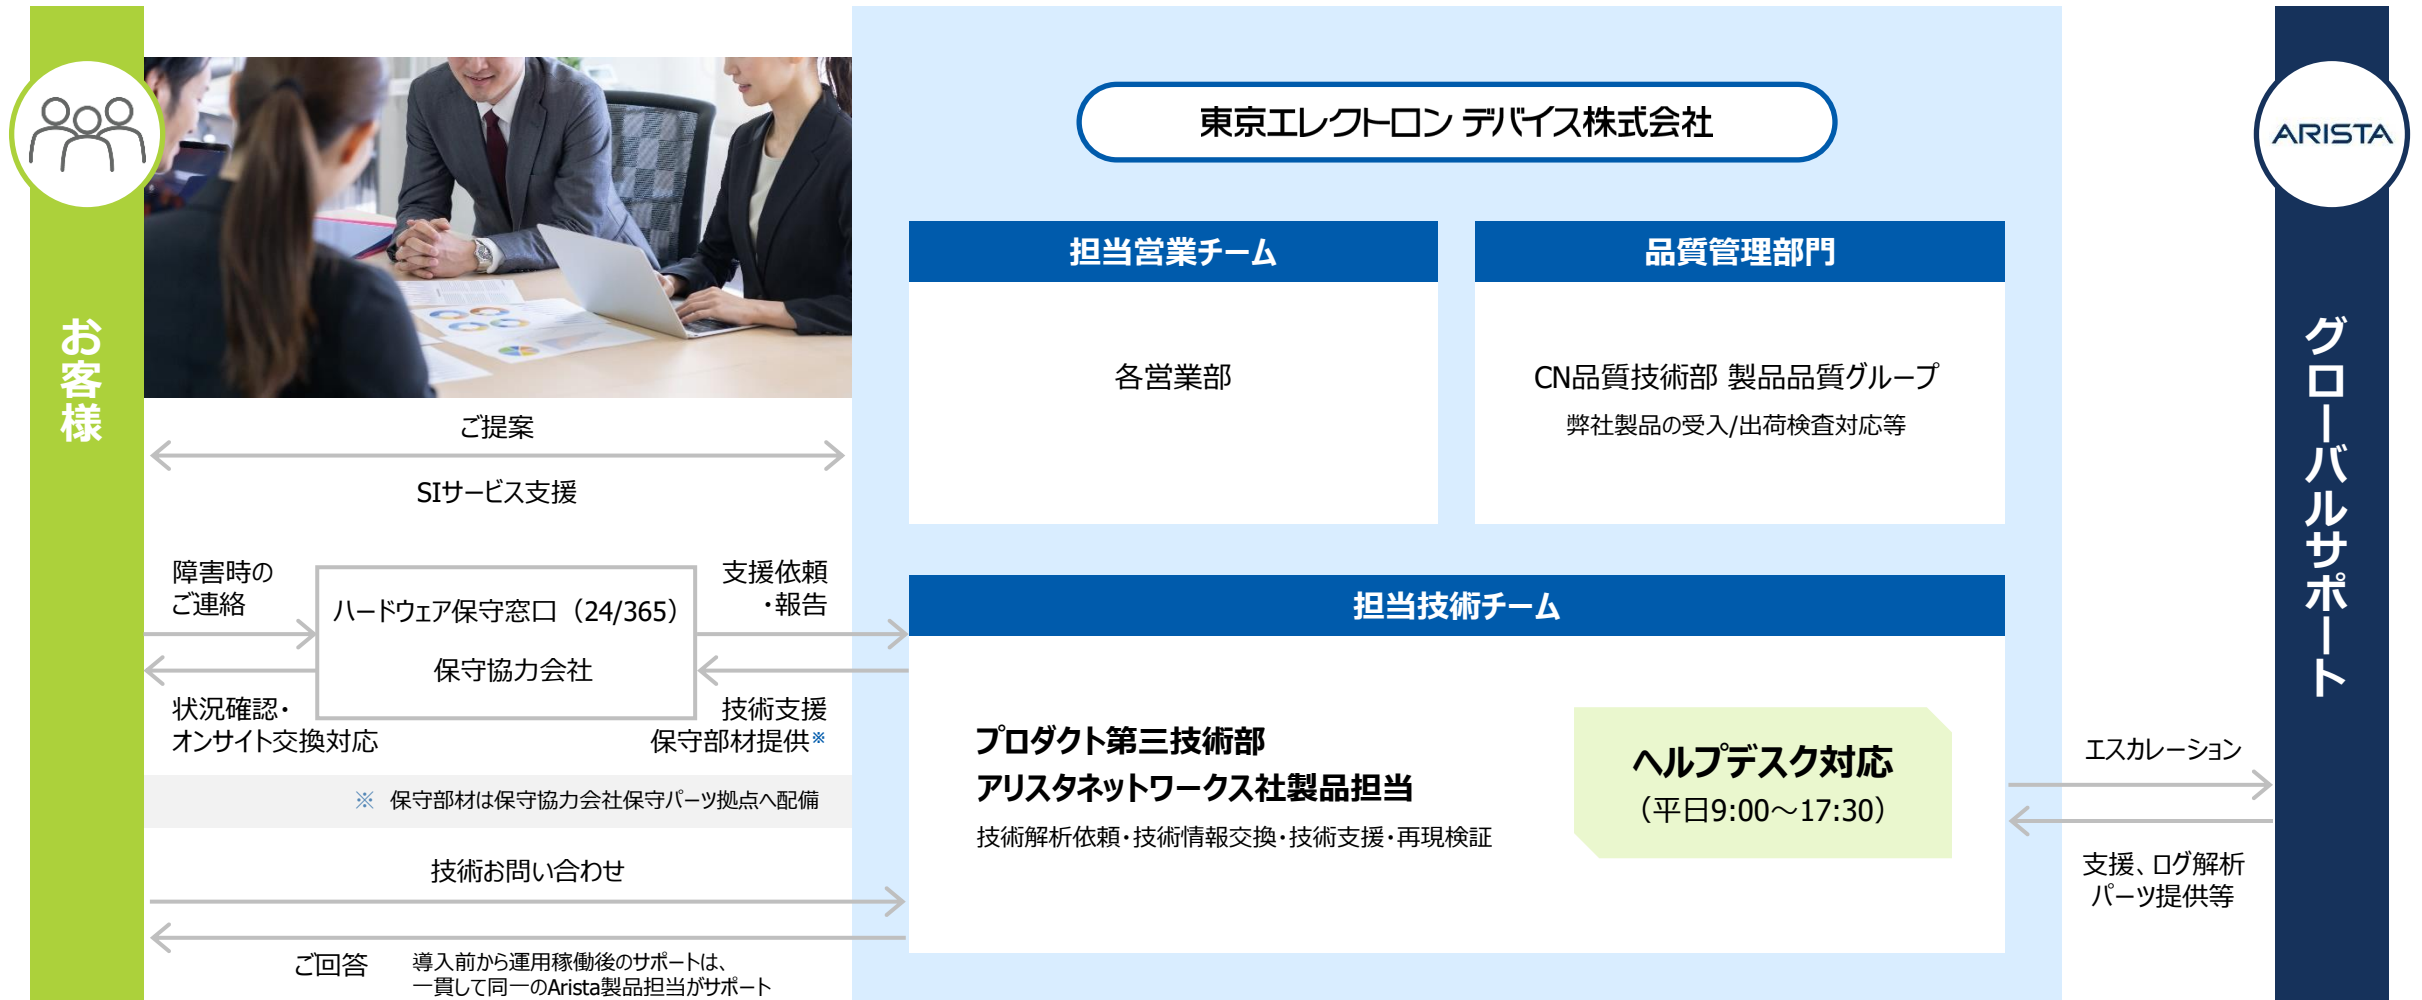 お客様
ご提案
SIサービス支援
障害時の
ご連絡
ハードウェア保守窓口（24/365）
保守協力会社
支援依頼
・報告
状況確認・
オンサイト交換対応
技術支援
保守部材提供※
※ 保守部材は保守協力会社保守パーツ拠点へ配備
技術お問い合わせ
ご回答
導入前から運用稼働後のサポートは、
一貫して同一のArista製品担当がサポート
東京エレクトロン デバイス株式会社
担当営業チーム
各営業部
品質管理部門
CN品質技術部 製品品質グループ
弊社製品の受入/出荷検査対応等
担当技術チーム
プロダクト第三技術部
アリスタネットワークス社製品担当
技術解析依頼・技術情報交換・技術支援・再現検証
ヘルプデスク対応
（平日9:00～17:30）
エスカレーション
支援、ログ解析
パーツ提供等
ARISTA
グローバルサポート